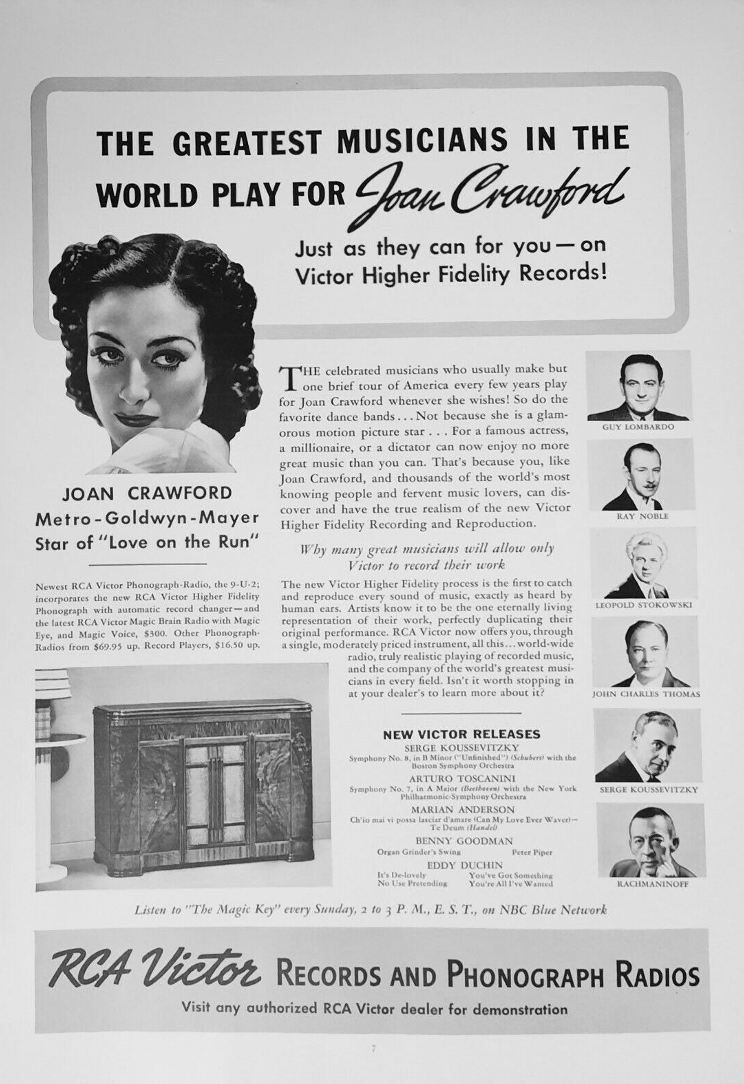 THE GREATEST MUSICIANS IN THE
WORLD PLAY FOR Joan Crawford
Just as they can for you—on
Victor Higher Fidelity Records!
JOAN CRAWFORD
Metro-Goldwyn-Mayer
Star of "Love on the Run"
Newest RCA Victor Phonograph-Radio, the 9-U-2;
incorporates the new RCA Victor Higher Fidelity
Phonograph with automatic record changer—and
the latest RCA Victor Magic Brain Radio with Magic
Eye, and Magic Voice, $300. Other Phonograph-
Radios from $69.95 up. Record Players, $16.50 up.
THE celebrated musicians who usually make but
one brief tour of America every few years play
for Joan Crawford whenever she wishes! So do the
favorite dance bands...Not because she is a glam-
orous motion picture star . . . For a famous actress,
a millionaire, or a dictator can now enjoy no more
great music than you can. That's because you, like
Joan Crawford, and thousands of the world's most
knowing people and fervent music lovers, can dis-
cover and have the true realism of the new Victor
Higher Fidelity Recording and Reproduction.
Why many great musicians will allow only
Victor to record their work
The new Victor Higher Fidelity process is the first to catch
and reproduce every sound of music, exactly as heard by
human ears. Artists know it to be the one eternally living
representation of their work, perfectly duplicating their
original performance. RCA Victor now offers you, through
a single, moderately priced instrument, all this...world-wide
radio, truly realistic playing of recorded music,
and the company of the world's greatest musi-
cians in every field. Isn't it worth stopping in
at your dealer's to learn more about it?
NEW VICTOR RELEASES
SERGE KOUSSEVITZKY
Symphony No. 8, in B Minor ("Unfinished") (Schubert) with the
Boston Symphony Orchestra
ARTURO TOSCANINI
Symphony No. 7, in A Major (Beethoven) with the New York
Philharmonic-Symphony Orchestra
MARIAN ANDERSON
Ch'io mai vi possa lasciar d'amare (Can My Love Ever Waver)—
Te Deum (Handel)
BENNY GOODMAN
Organ Grinder's Swing Peter Piper
EDDY DUCHIN
It's De-lovely You've Got Something
No Use Pretending You're All I've Wanted
GUY LOMBARDO
RAY NOBLE
LEOPOLD STOKOWSKI
JOHN CHARLES THOMAS
SERGE KOUSSEVITZKY
RACHMANINOFF
Listen to "The Magic Key" every Sunday, 2 to 3 P. M., E. S. T., on NBC Blue Network
RCA Victor RECORDS AND PHONOGRAPH RADIOS
Visit any authorized RCA Victor dealer for demonstration
7